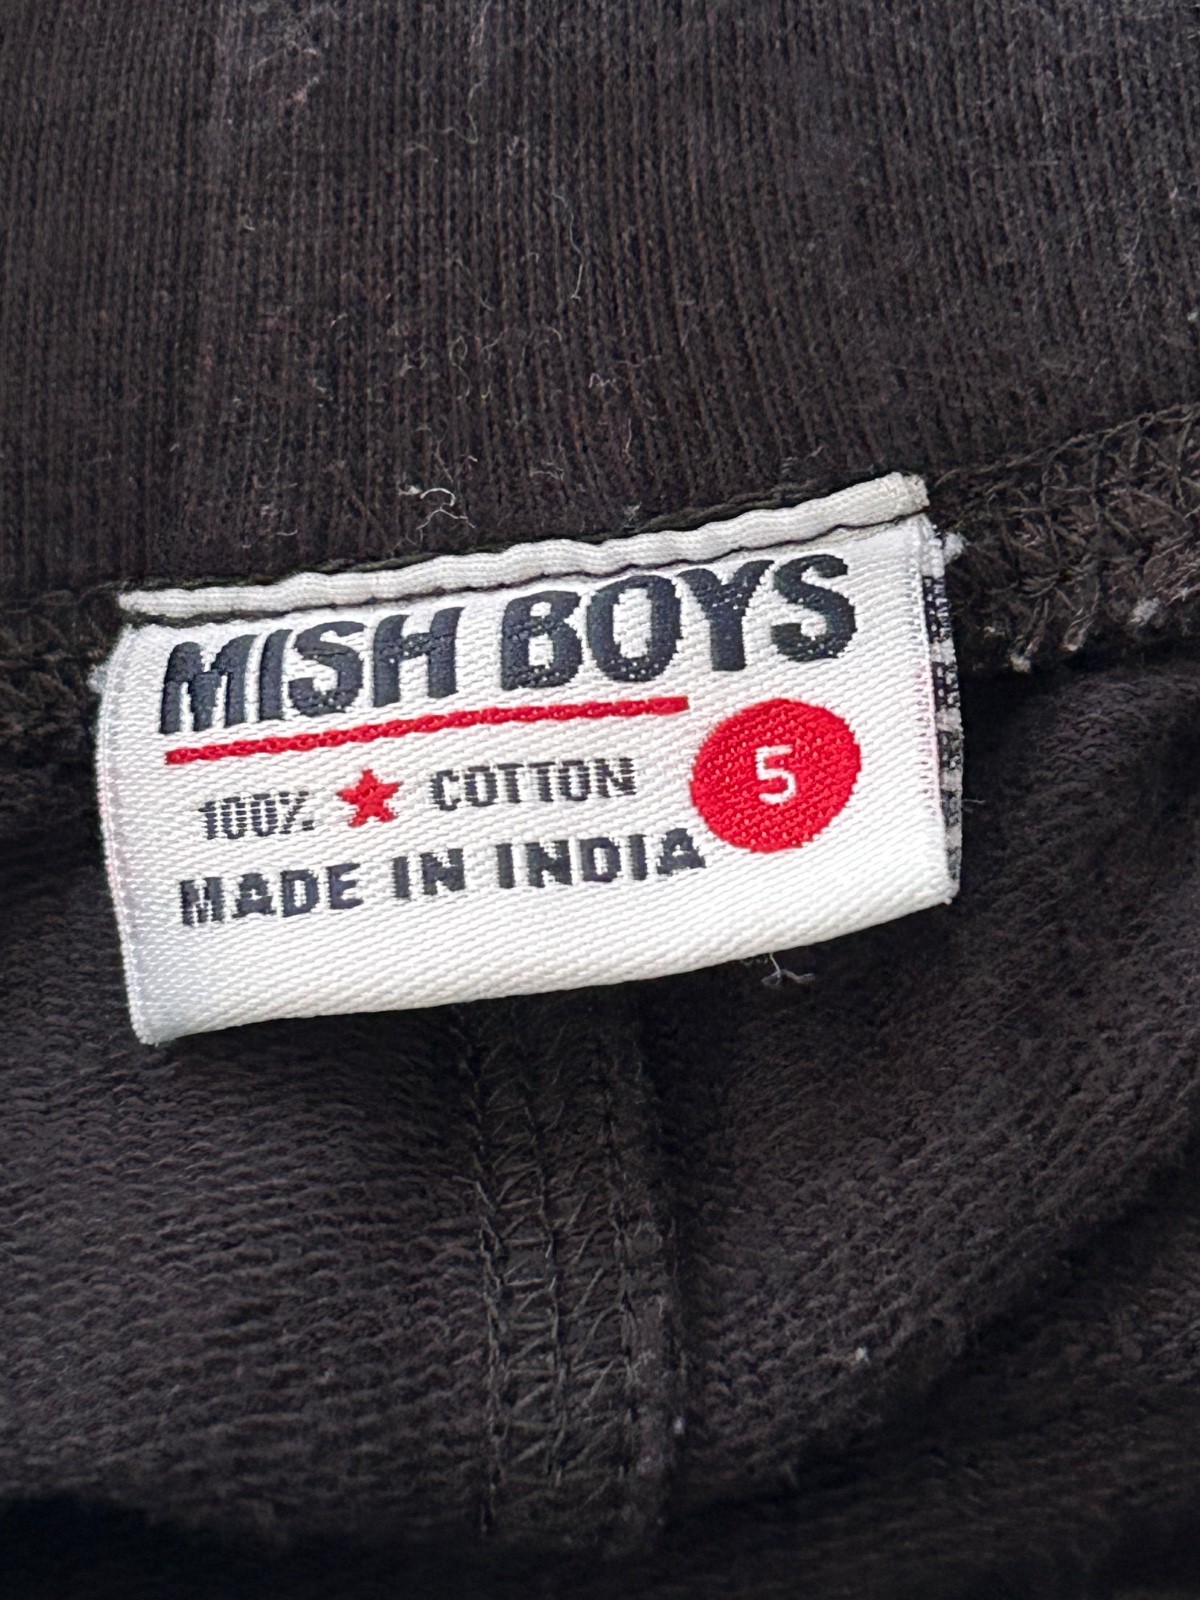 MISH BOYS
5
100% ★ COTTON
MADE IN INDIA